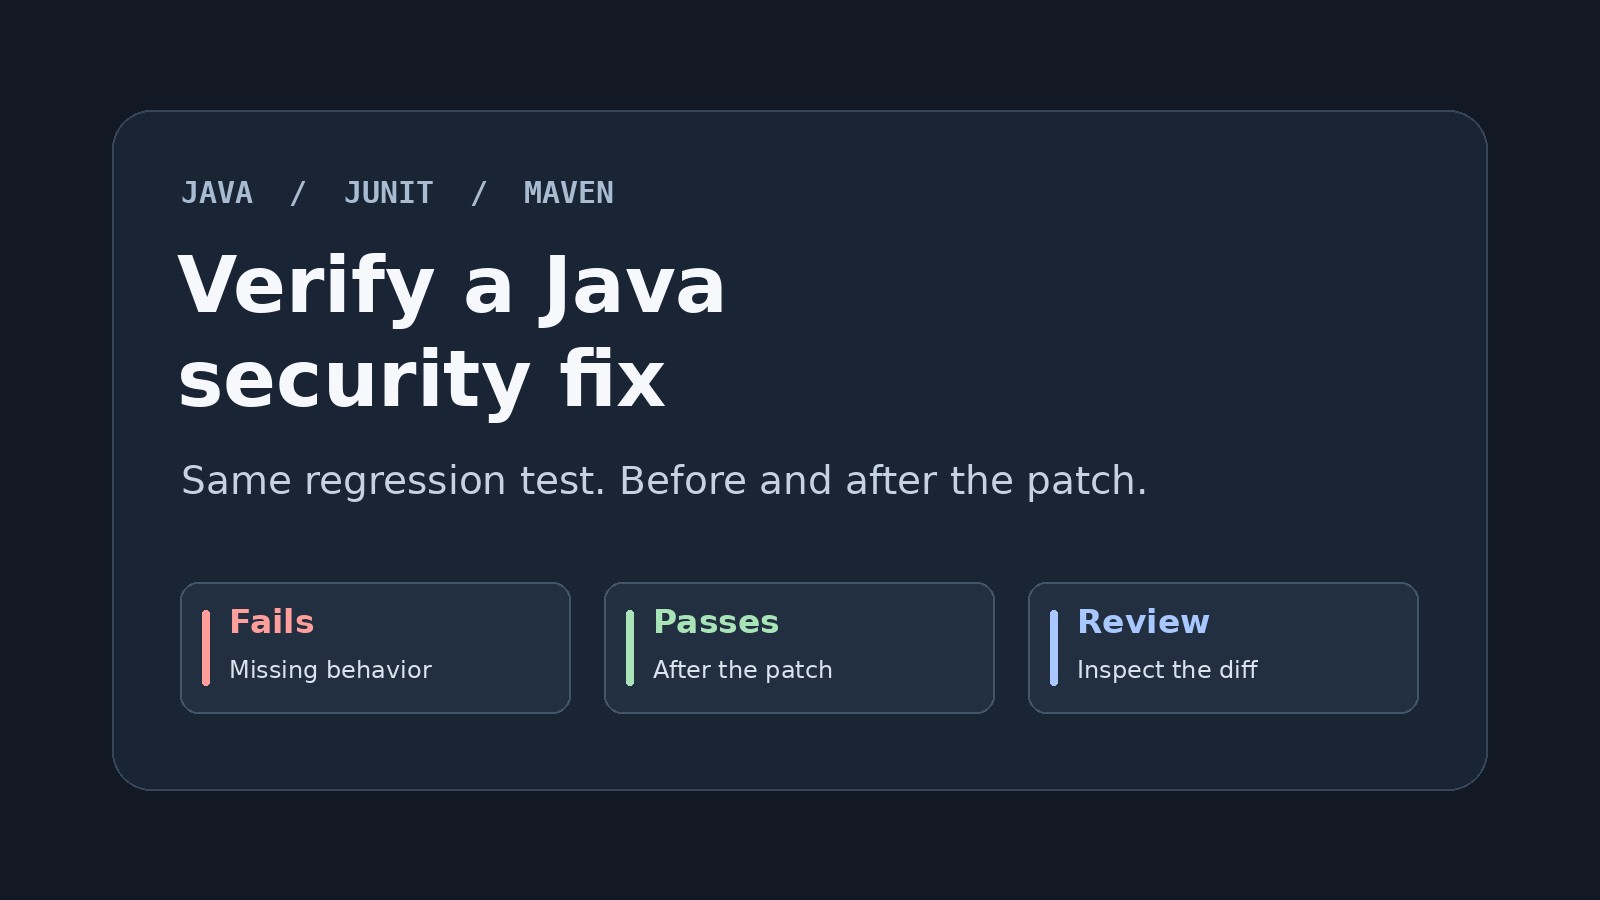 JAVA / JUNIT / MAVEN
Verify a Java
security fix
Same regression test. Before and after the patch.
Fails
Missing behavior
Passes
After the patch
Review
Inspect the diff